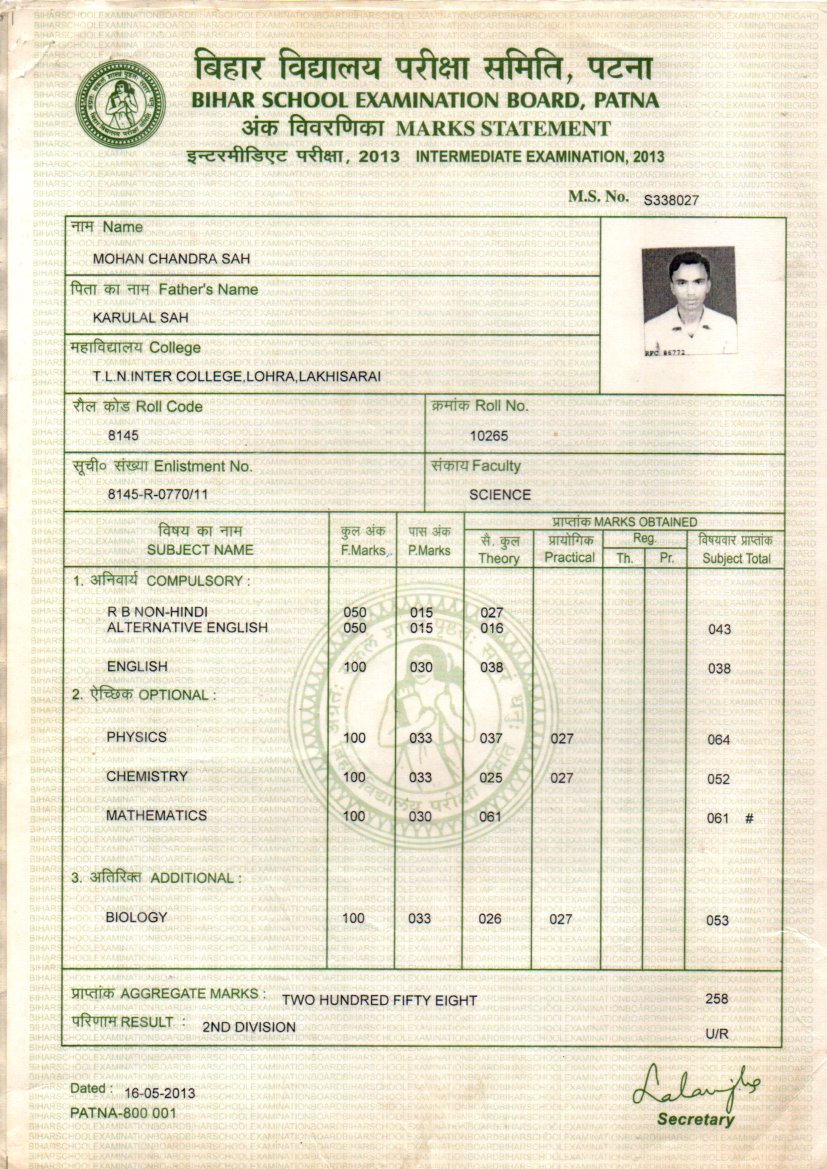 बिहार विद्यालय परीक्षा समिति, पटना
BIHAR SCHOOL EXAMINATION BOARD, PATNA
अंक विवरणिका MARKS STATEMENT
इन्टरमीडिएट परीक्षा, 2013 INTERMEDIATE EXAMINATION, 2013
M.S. No. S338027
नाम Name
MOHAN CHANDRA SAH
पिता का नाम Father's Name
KARULAL SAH
महाविद्यालय College
T.L.N.INTER COLLEGE,LOHRA,LAKHISARAI
रौल कोड Roll Code क्रमांक Roll No.
8145 10265
सूची० संख्या Enlistment No. संकाय Faculty
8145-R-0770/11 SCIENCE
विषय का नाम SUBJECT NAME कुल अंक F.Marks. पास अंक P.Marks प्राप्तांक MARKS OBTAINED
सै. कुल Theory प्रायोगिक Practical Reg. Th. Pr. विषयवार प्राप्तांक Subject Total
1. अनिवार्य COMPULSORY :
R B NON-HINDI 050 015 027
ALTERNATIVE ENGLISH 050 015 016 043
ENGLISH 100 030 038 038
2. ऐच्छिक OPTIONAL :
PHYSICS 100 033 037 027 064
CHEMISTRY 100 033 025 027 052
MATHEMATICS 100 030 061 061 #
3. अतिरिक्त ADDITIONAL :
BIOLOGY 100 033 026 027 053
प्राप्तांक AGGREGATE MARKS : TWO HUNDRED FIFTY EIGHT 258
परिणाम RESULT : 2ND DIVISION U/R
Dated : 16-05-2013
PATNA-800 001
Secretary